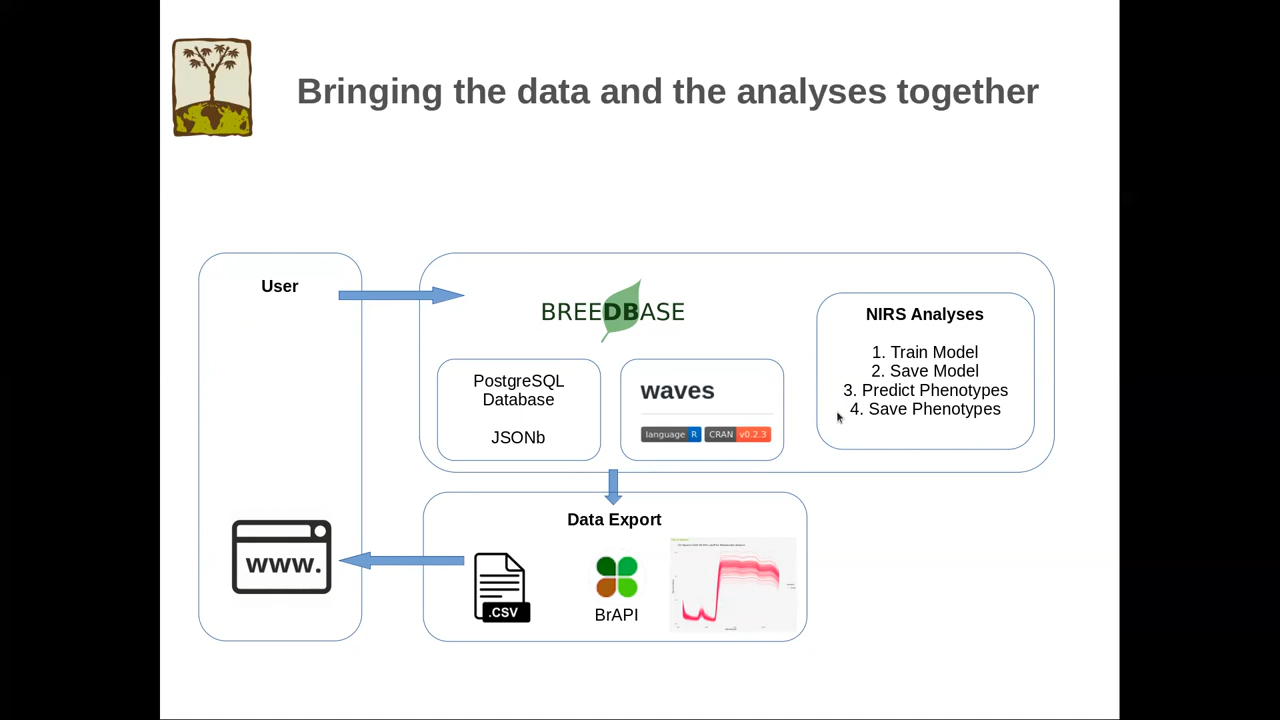 Bringing the data and the analyses together
User
BREEDBASE
NIRS Analyses
1. Train Model
2. Save Model
3. Predict Phenotypes
4. Save Phenotypes
PostgreSQL
Database
JSONb
waves
language R CRAN v0.2.3
Data Export
www.
.CSV
BrAPI